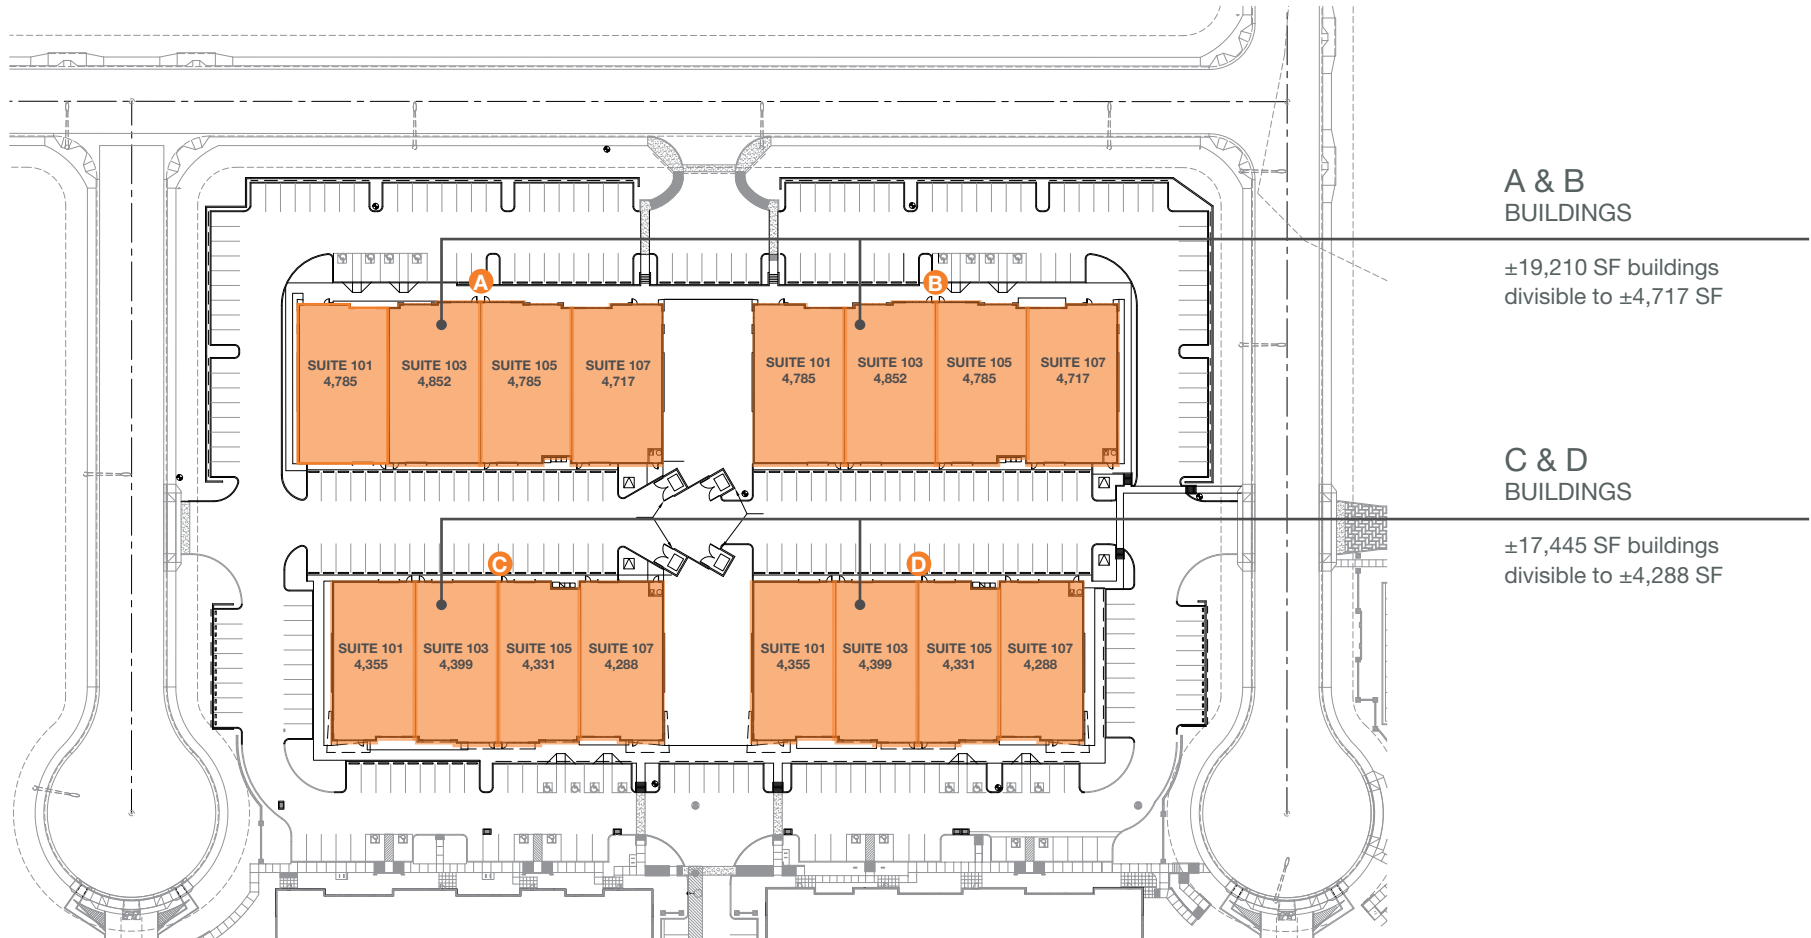 A & B
BUILDINGS
±19,210 SF buildings
divisible to ±4,717 SF
A
B
SUITE 101
4,785
SUITE 103
4,852
SUITE 105
4,785
SUITE 107
4,717
SUITE 101
4,785
SUITE 103
4,852
SUITE 105
4,785
SUITE 107
4,717
C & D
BUILDINGS
±17,445 SF buildings
divisible to ±4,288 SF
C
D
SUITE 101
4,355
SUITE 103
4,399
SUITE 105
4,331
SUITE 107
4,288
SUITE 101
4,355
SUITE 103
4,399
SUITE 105
4,331
SUITE 107
4,288